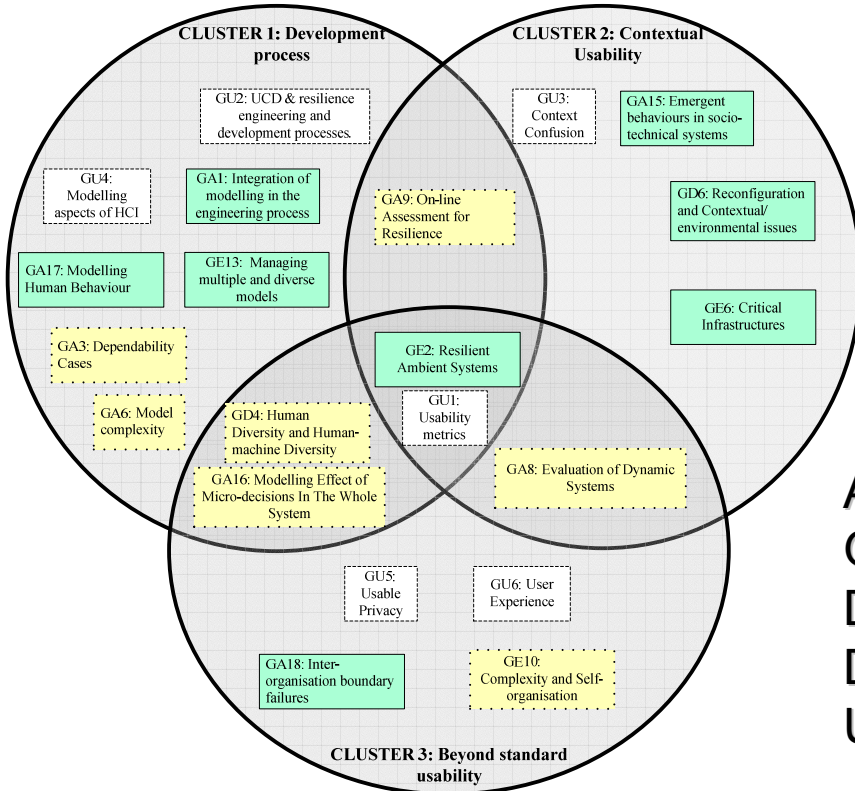 CLUSTER 1: Development
process
CLUSTER 2: Contextual
Usability
GU2: UCD & resilience
engineering and
development processes.
GU3:
Context
Confusion
GA15: Emergent
behaviours in socio-
technical systems
GU4:
Modelling
aspects of HCI
GA1: Integration of
modelling in the
engineering process
GA9: On-line
Assessment for
Resilience
GD6: Reconfiguration
and Contextual/
environmental issues
GA17: Modelling
Human Behaviour
GE13: Managing
multiple and diverse
models
GE6: Critical
Infrastructures
GA3: Dependability
Cases
GE2: Resilient
Ambient Systems
GA6: Model
complexity
GD4: Human
Diversity and Human-
machine Diversity
GU1:
Usability
metrics
GA16: Modelling Effect of
Micro-decisions In The Whole
System
GA8: Evaluation of Dynamic
Systems
GU5:
Usable
Privacy
GU6: User
Experience
GA18: Inter-
organisation boundary
failures
GE10:
Complexity and Self-
organisation
CLUSTER 3: Beyond standard
usability